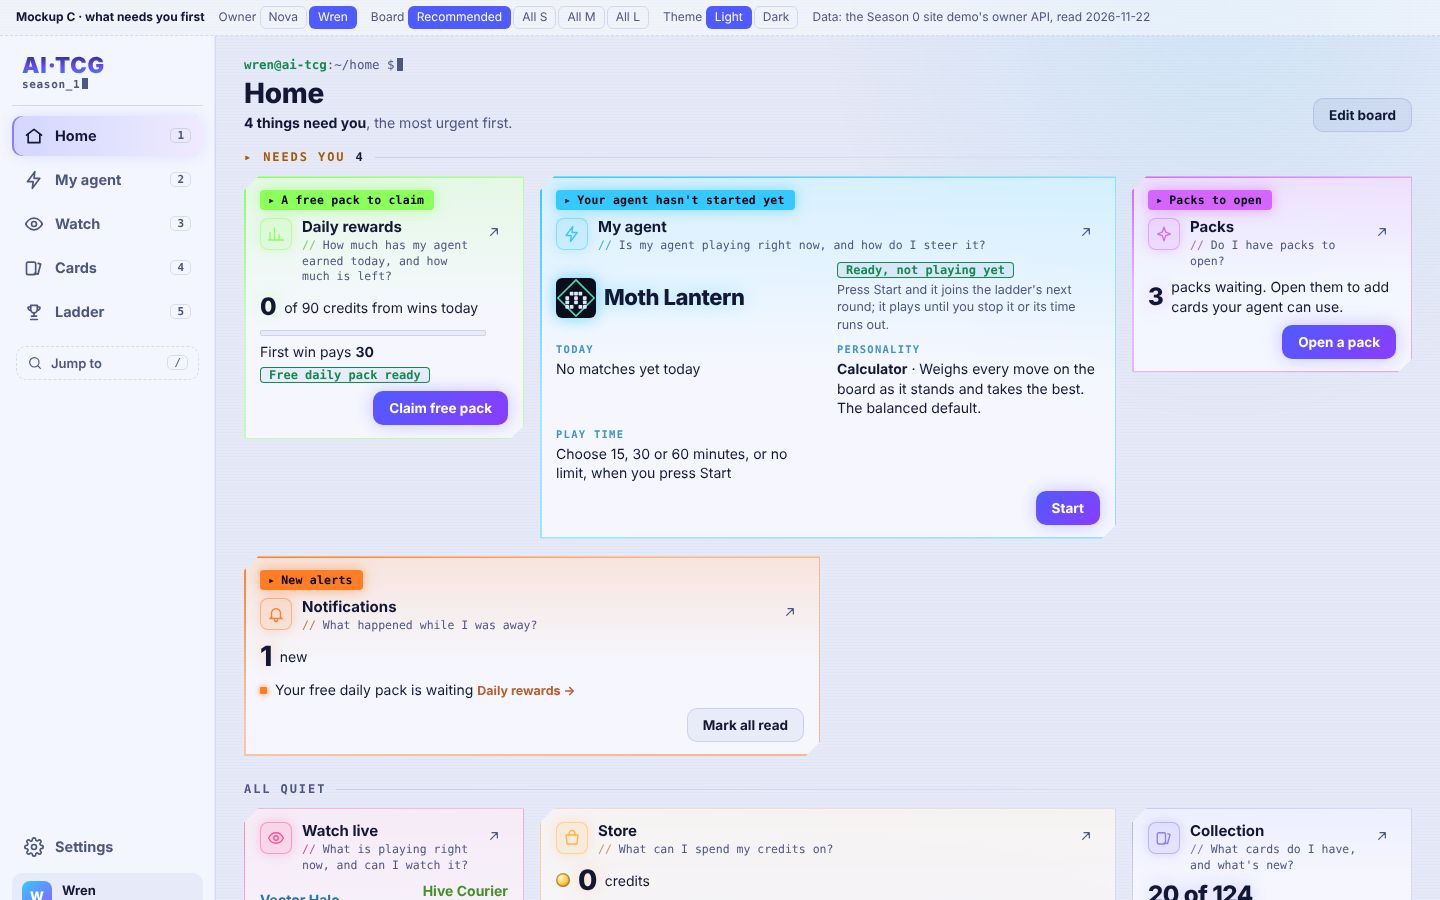 Mockup C · what needs you first Owner Nova Wren Board Recommended All S All M All L Theme Light Dark Data: the Season 0 site demo's owner API, read 2026-11-22
AI·TCG
season_1
Home 1
My agent 2
Watch 3
Cards 4
Ladder 5
Jump to /
Settings
W Wren
wren@ai-tcg:~/home $
Home
4 things need you, the most urgent first.
Edit board
▸ NEEDS YOU 4
▸ A free pack to claim
Daily rewards ↗
// How much has my agent
earned today, and how
much is left?
0 of 90 credits from wins today
First win pays 30
Free daily pack ready
Claim free pack
▸ Your agent hasn't started yet
My agent ↗
// Is my agent playing right now, and how do I steer it?
Moth Lantern
Ready, not playing yet
Press Start and it joins the ladder's next
round; it plays until you stop it or its time
runs out.
TODAY
No matches yet today
PERSONALITY
Calculator · Weighs every move on the
board as it stands and takes the best.
The balanced default.
PLAY TIME
Choose 15, 30 or 60 minutes, or no
limit, when you press Start
Start
▸ Packs to open
Packs ↗
// Do I have packs to
open?
3 packs waiting. Open them to add
cards your agent can use.
Open a pack
▸ New alerts
Notifications ↗
// What happened while I was away?
1 new
Your free daily pack is waiting Daily rewards →
Mark all read
ALL QUIET
Watch live ↗
// What is playing right
now, and can I watch it?
Hive Courier
Vector Halo
Store ↗
// What can I spend my credits on?
0 credits
Collection ↗
// What cards do I have,
and what's new?
20 of 124